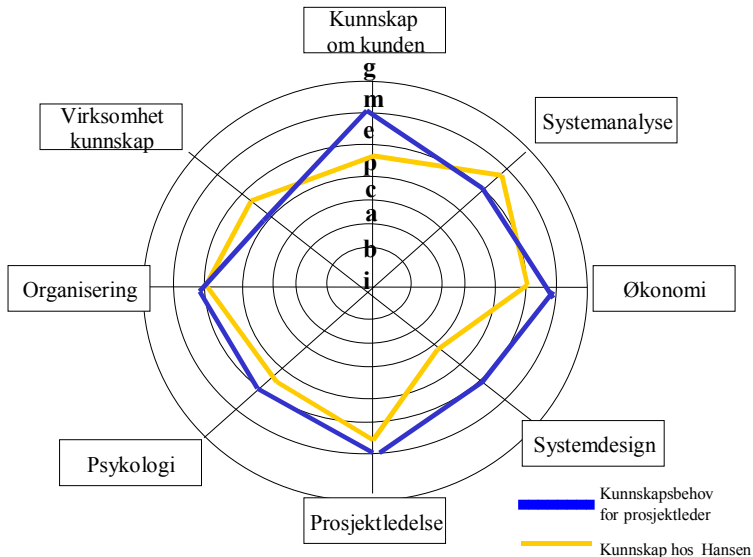 Kunnskap
om kunden
g
m
e
p
c
a
b
i
Virksomhet
kunnskap
Systemanalyse
Organisering
Økonomi
Psykologi
Systemdesign
Prosjektledelse
Kunnskapsbehov
for prosjektleder
Kunnskap hos Hansen